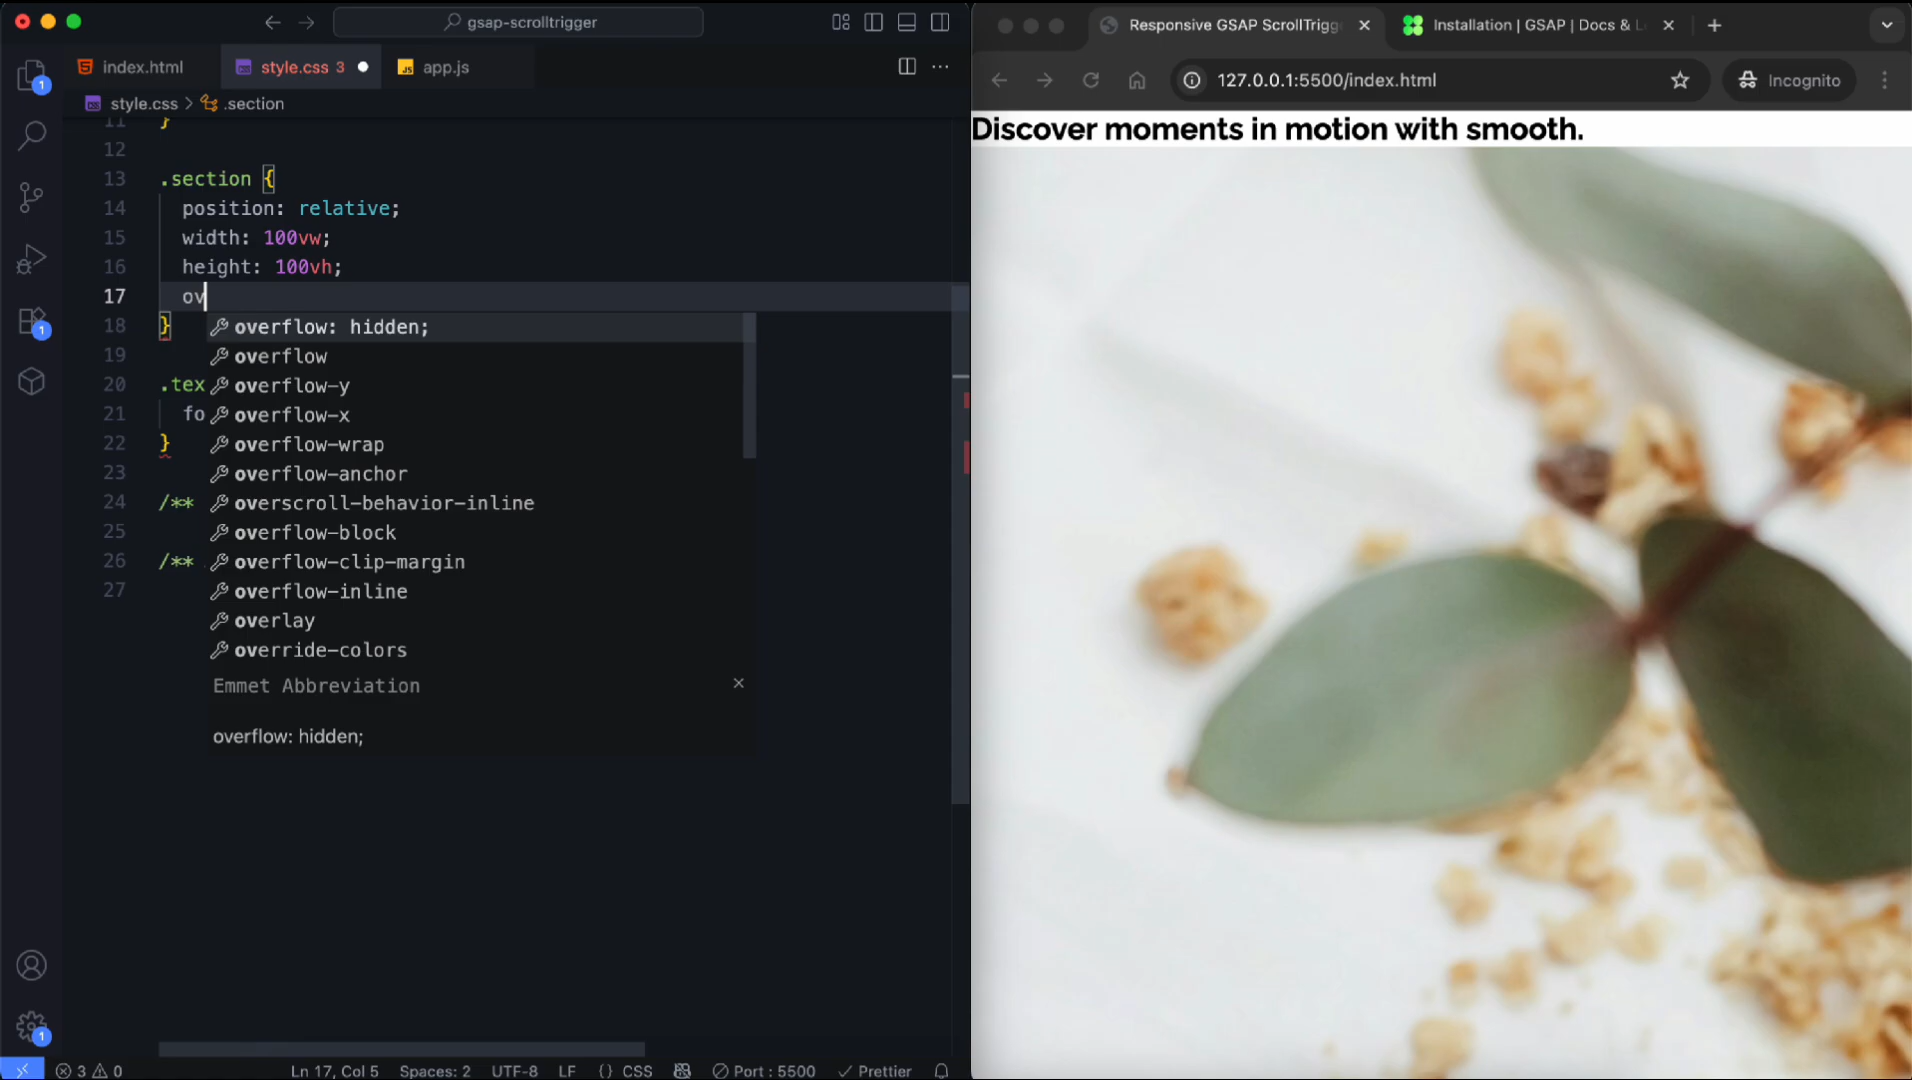 gsap-scrolltrigger
index.html
style.css 3
app.js
style.css > .section
11 }
12
13 .section {
14 position: relative;
15 width: 100vw;
16 height: 100vh;
17 ov
18 }
19
20 .tex
21 fo
22 }
23
24 /**
25
26 /**
27
overflow: hidden;
overflow
overflow-y
overflow-x
overflow-wrap
overflow-anchor
overscroll-behavior-inline
overflow-block
overflow-clip-margin
overflow-inline
overlay
override-colors
Emmet Abbreviation
overflow: hidden;
1
1
1
3 0
Ln 17, Col 5
Spaces: 2
UTF-8
LF
{} CSS
Port : 5500
Prettier
Responsive GSAP ScrollTrigg
Installation | GSAP | Docs & L
127.0.0.1:5500/index.html
Incognito
Discover moments in motion with smooth.